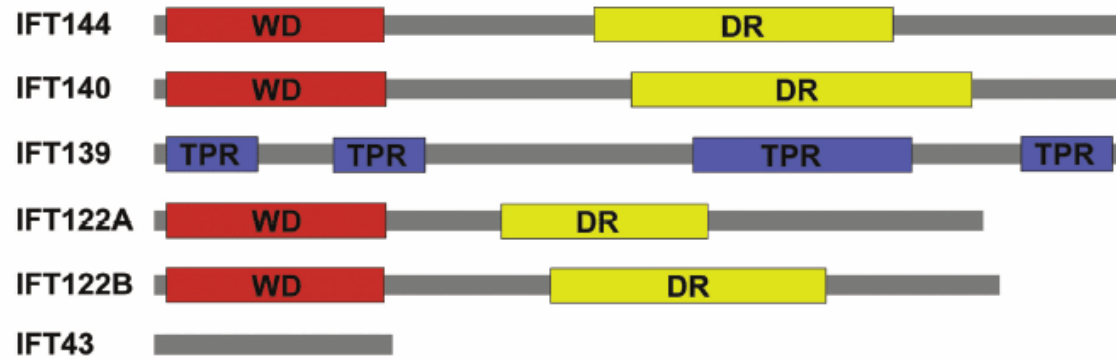 IFT144 WD DR
IFT140 WD DR
IFT139 TPR TPR TPR TPR
IFT122A WD DR
IFT122B WD DR
IFT43